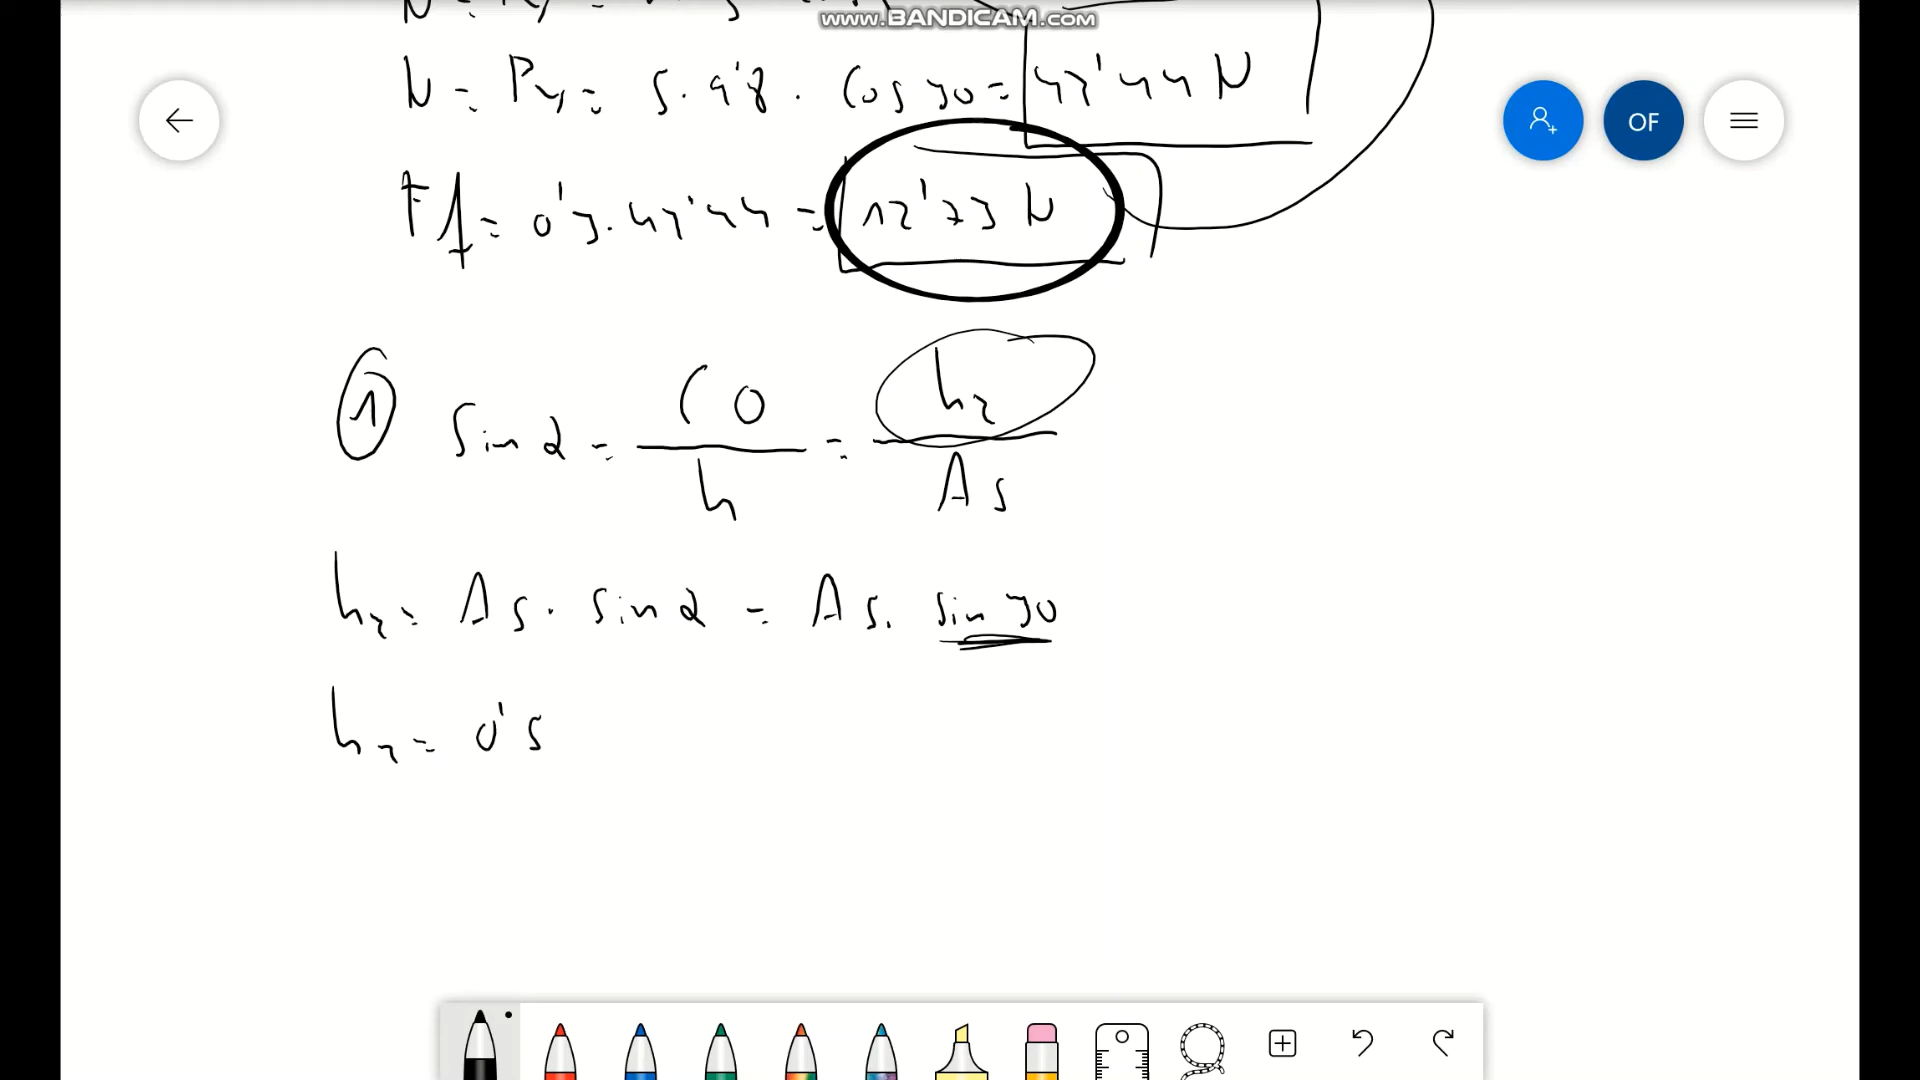 www.BANDICAM.com
N = Py = 5 · 9'8 · cos 30 = 42'44 N
OF
Ff = 0'3 · 42'44 = 12'73 N
1 sin α = CO / h = h2 / Δs
h2 = Δs · sin α = Δs · sin 30
h2 = 0'5